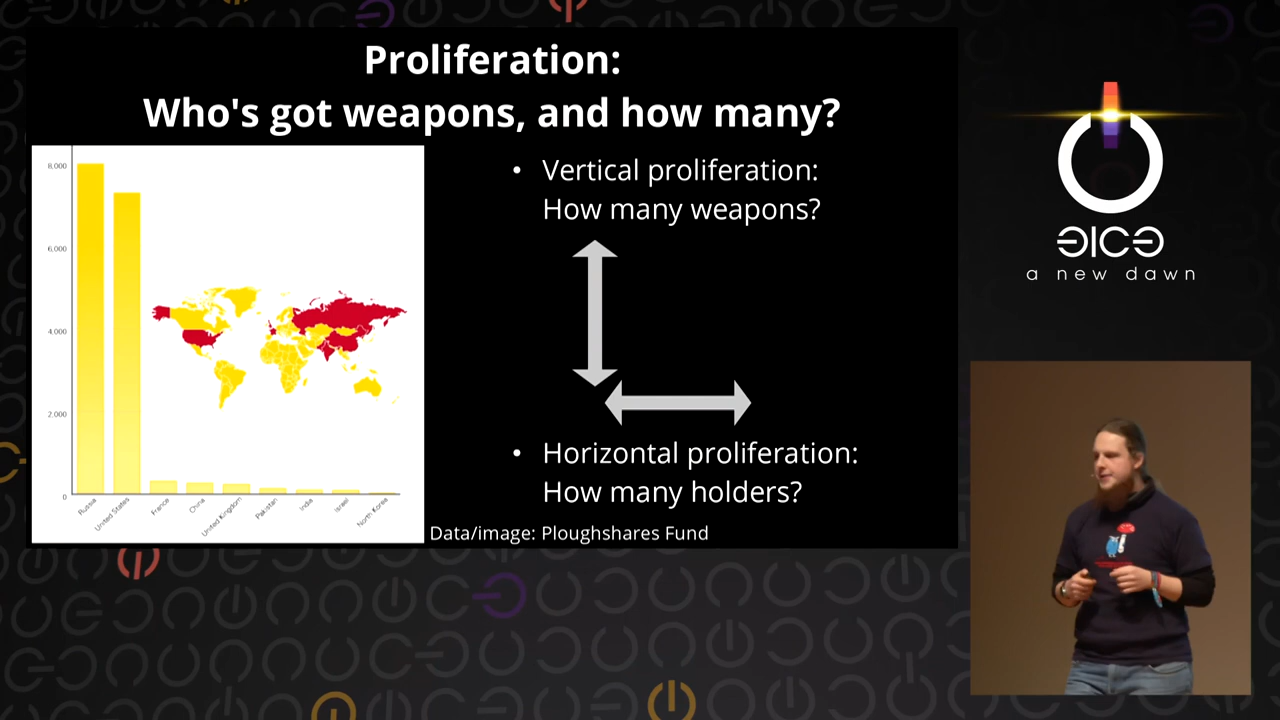 Proliferation:
Who's got weapons, and how many?
8,000
6,000
4,000
2,000
0
Russia
United States
France
China
United Kingdom
Pakistan
India
Israel
North Korea
• Vertical proliferation:
How many weapons?
• Horizontal proliferation:
How many holders?
Data/image: Ploughshares Fund
a new dawn